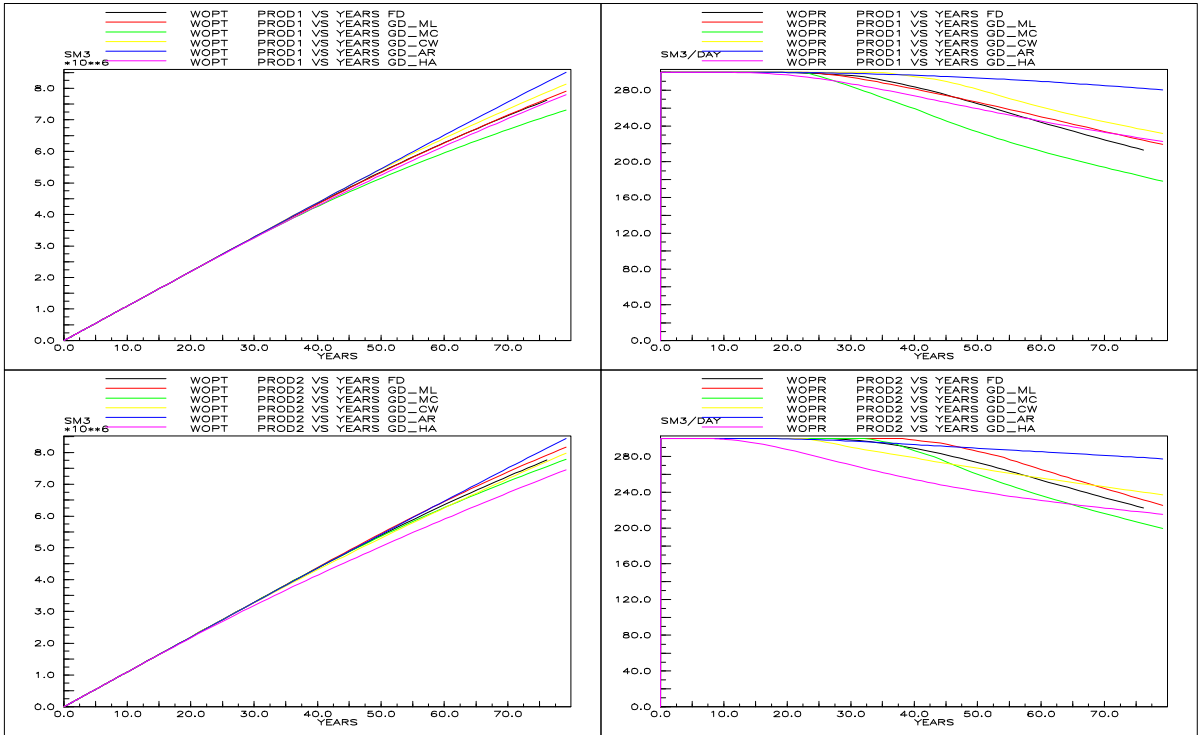 WOPT PROD1 VS YEARS FD
WOPT PROD1 VS YEARS GD_ML
WOPT PROD1 VS YEARS GD_MC
WOPT PROD1 VS YEARS GD_CW
WOPT PROD1 VS YEARS GD_AR
WOPT PROD1 VS YEARS GD_HA
SM3
*10**6
8.0
7.0
6.0
5.0
4.0
3.0
2.0
1.0
0.0
0.0 10.0 20.0 30.0 40.0 50.0 60.0 70.0
YEARS
WOPR PROD1 VS YEARS FD
WOPR PROD1 VS YEARS GD_ML
WOPR PROD1 VS YEARS GD_MC
WOPR PROD1 VS YEARS GD_CW
WOPR PROD1 VS YEARS GD_AR
WOPR PROD1 VS YEARS GD_HA
SM3/DAY
280.0
240.0
200.0
160.0
120.0
80.0
40.0
0.0
0.0 10.0 20.0 30.0 40.0 50.0 60.0 70.0
YEARS
WOPT PROD2 VS YEARS FD
WOPT PROD2 VS YEARS GD_ML
WOPT PROD2 VS YEARS GD_MC
WOPT PROD2 VS YEARS GD_CW
WOPT PROD2 VS YEARS GD_AR
WOPT PROD2 VS YEARS GD_HA
SM3
*10**6
8.0
7.0
6.0
5.0
4.0
3.0
2.0
1.0
0.0
0.0 10.0 20.0 30.0 40.0 50.0 60.0 70.0
YEARS
WOPR PROD2 VS YEARS FD
WOPR PROD2 VS YEARS GD_ML
WOPR PROD2 VS YEARS GD_MC
WOPR PROD2 VS YEARS GD_CW
WOPR PROD2 VS YEARS GD_AR
WOPR PROD2 VS YEARS GD_HA
SM3/DAY
280.0
240.0
200.0
160.0
120.0
80.0
40.0
0.0
0.0 10.0 20.0 30.0 40.0 50.0 60.0 70.0
YEARS